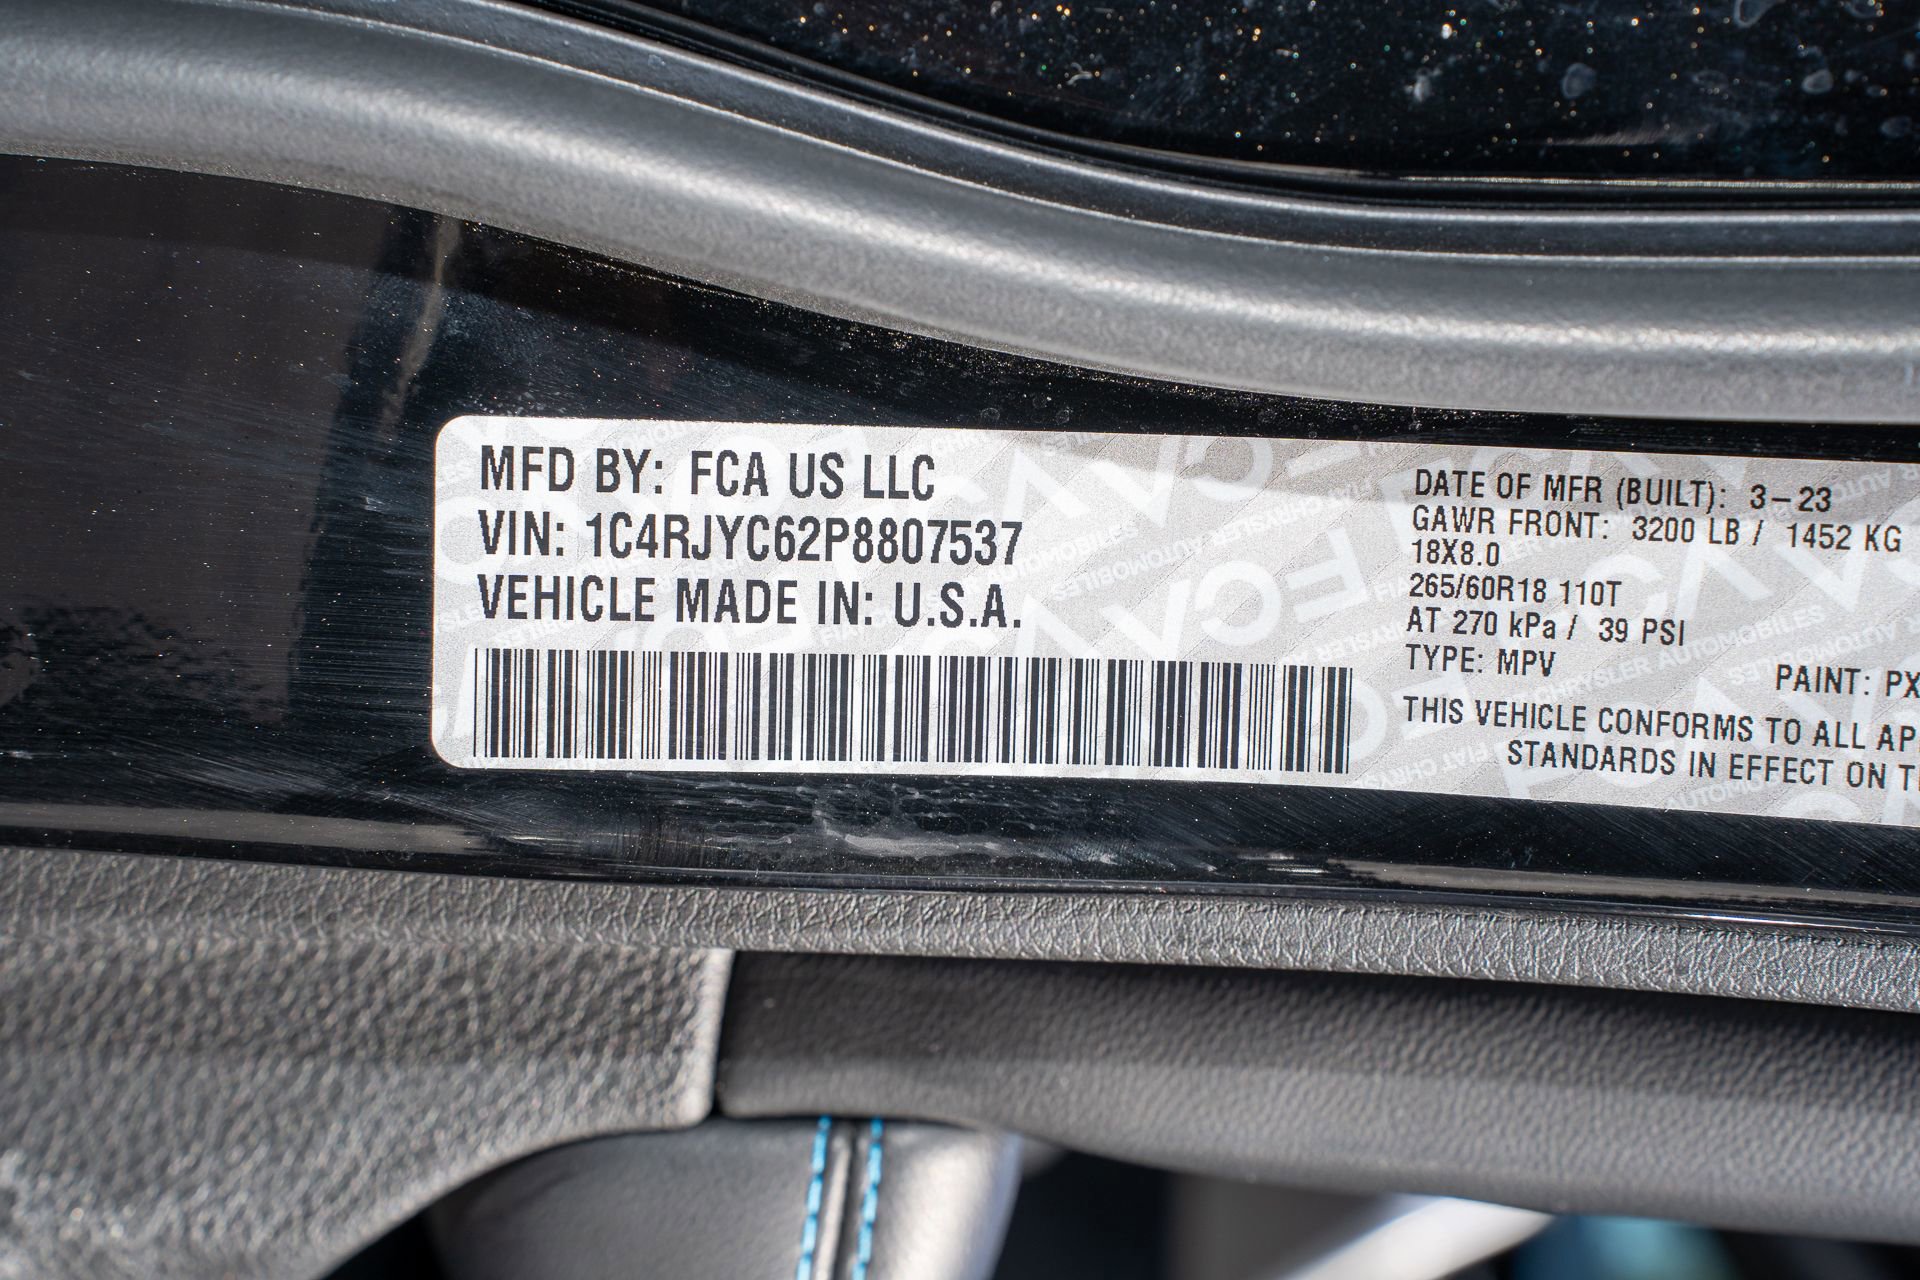 MFD BY: FCA US LLC
VIN: 1C4RJYC62P8807537
VEHICLE MADE IN: U.S.A.
DATE OF MFR (BUILT): 3-23
GAWR FRONT: 3200 LB / 1452 KG
18X8.0
265/60R18 110T
AT 270 kPa / 39 PSI
TYPE: MPV
PAINT: PX
THIS VEHICLE CONFORMS TO ALL AP
STANDARDS IN EFFECT ON T